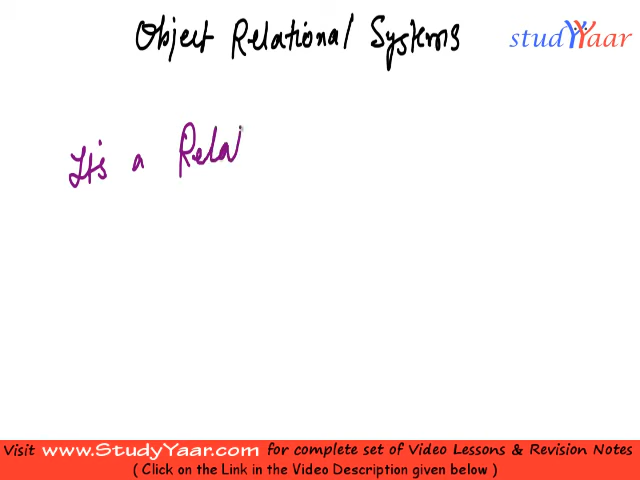 Object Relational Systems
studYYaar
It's a Rela
Visit www.StudyYaar.com for complete set of Video Lessons & Revision Notes
( Click on the Link in the Video Description given below )